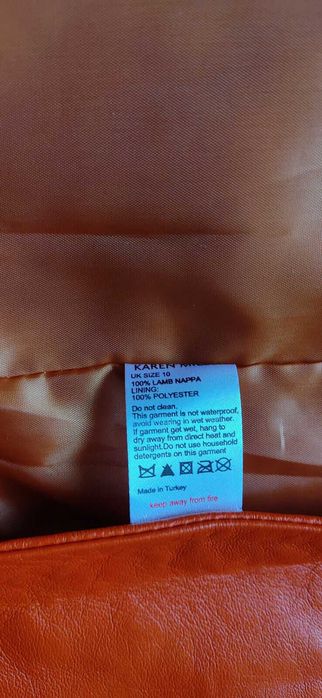 KAREN
UK SIZE 10
100% LAMB NAPPA
LINING:
100% POLYESTER
Do not clean.
This garment is not waterproof,
avoid wearing in wet weather.
If garment get wet, hang to
dry away from direct heat and
sunlight.Do not use household
detergents on this garment
Made in Turkey
keep away from fire